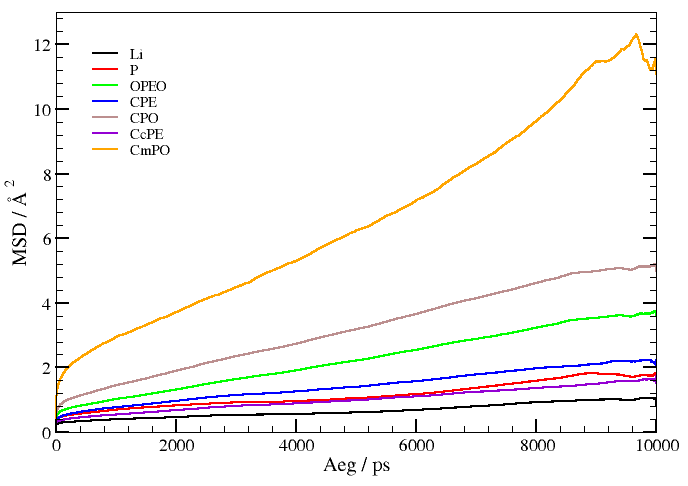 12
10
8
6
4
2
0
MSD / Å 2
Li
P
OPEO
CPE
CPO
CcPE
CmPO
0 2000 4000 6000 8000 10000
Aeg / ps